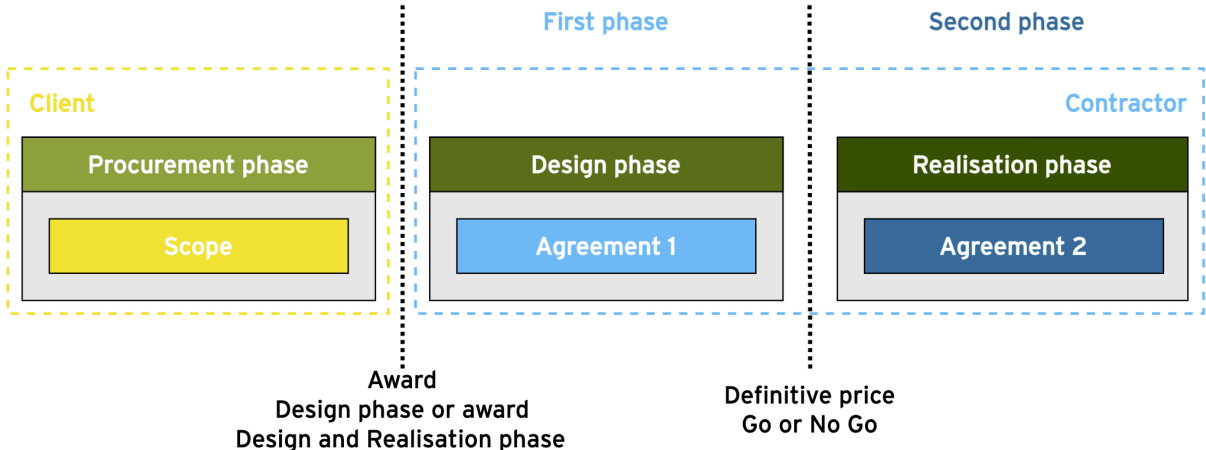 First phase
Second phase
Client
Contractor
Procurement phase
Design phase
Realisation phase
Scope
Agreement 1
Agreement 2
Award
Design phase or award
Design and Realisation phase
Definitive price
Go or No Go